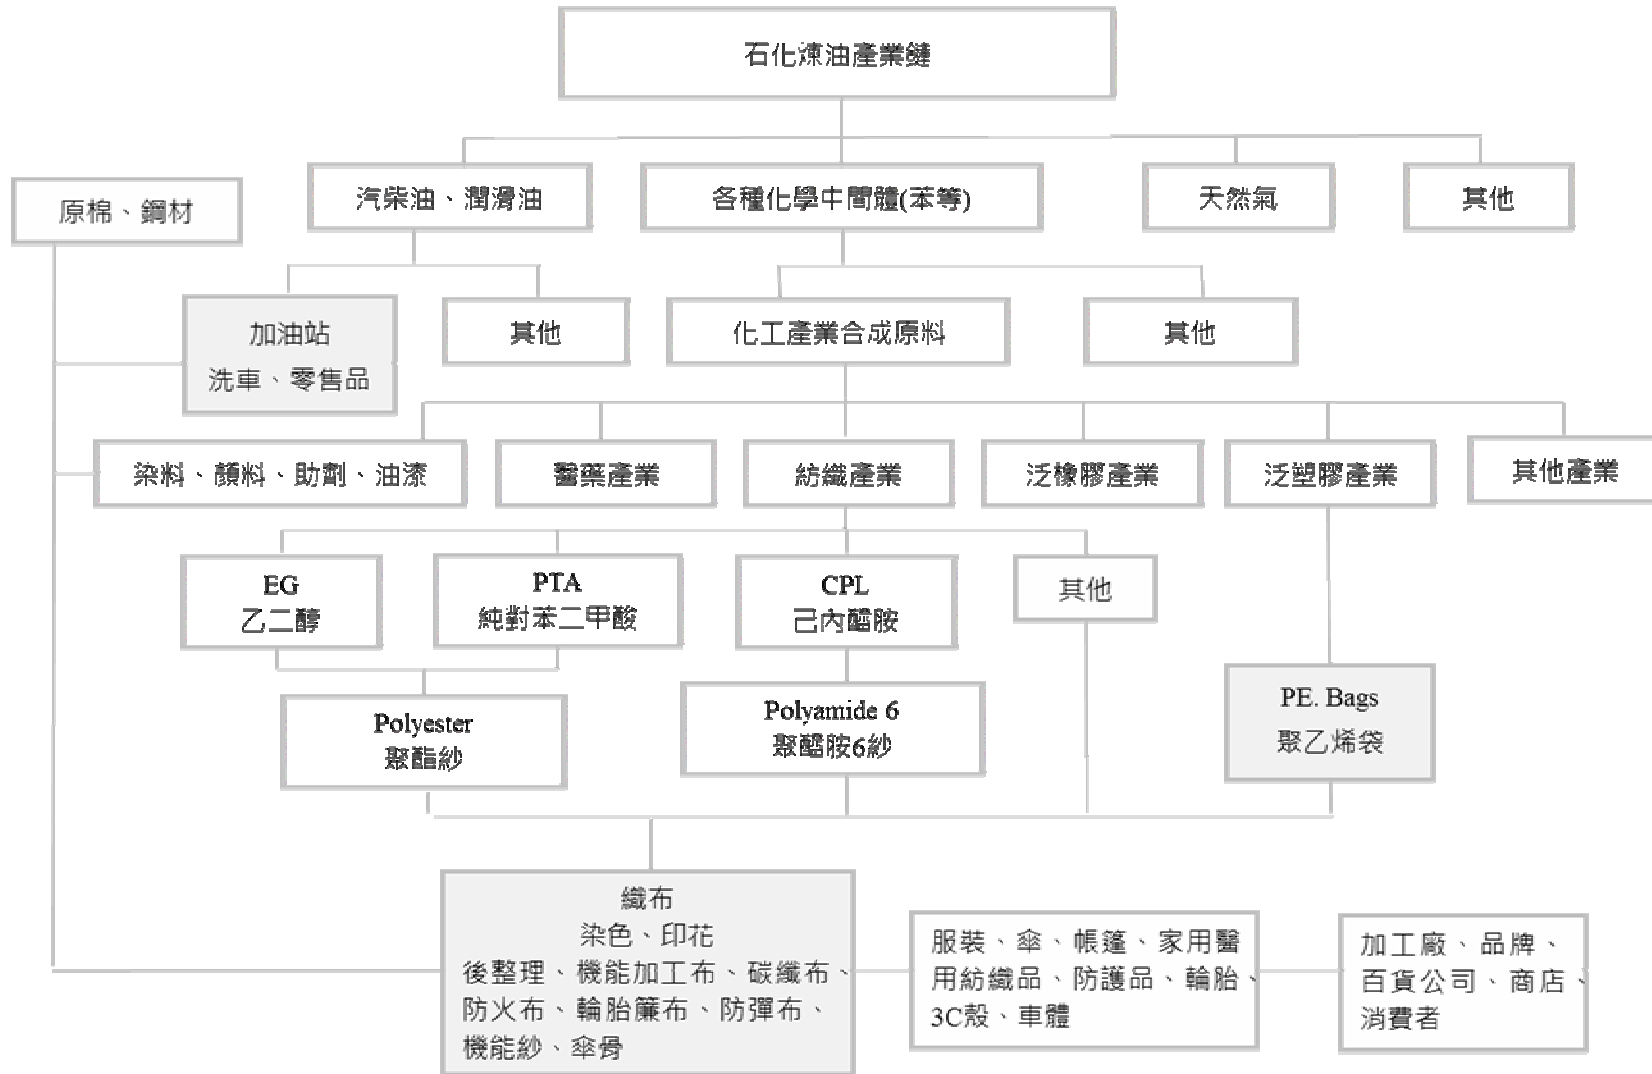 石化煉油產業鏈
汽柴油、潤滑油
各種化學中間體(苯等)
天然氣
其他
原棉、鋼材
加油站
洗車、零售品
其他
化工產業合成原料
其他
染料、顏料、助劑、油漆
醫藥產業
紡織產業
泛橡膠產業
泛塑膠產業
其他產業
EG
乙二醇
PTA
純對苯二甲酸
CPL
己內醯胺
其他
Polyester
聚酯紗
Polyamide 6
聚醯胺6紗
PE. Bags
聚乙烯袋
織布
染色、印花
後整理、機能加工布、碳纖布、
防火布、輪胎簾布、防彈布、
機能紗、傘骨
服裝、傘、帳篷、家用醫
用紡織品、防護品、輪胎、
3C殼、車體
加工廠、品牌、
百貨公司、商店、
消費者